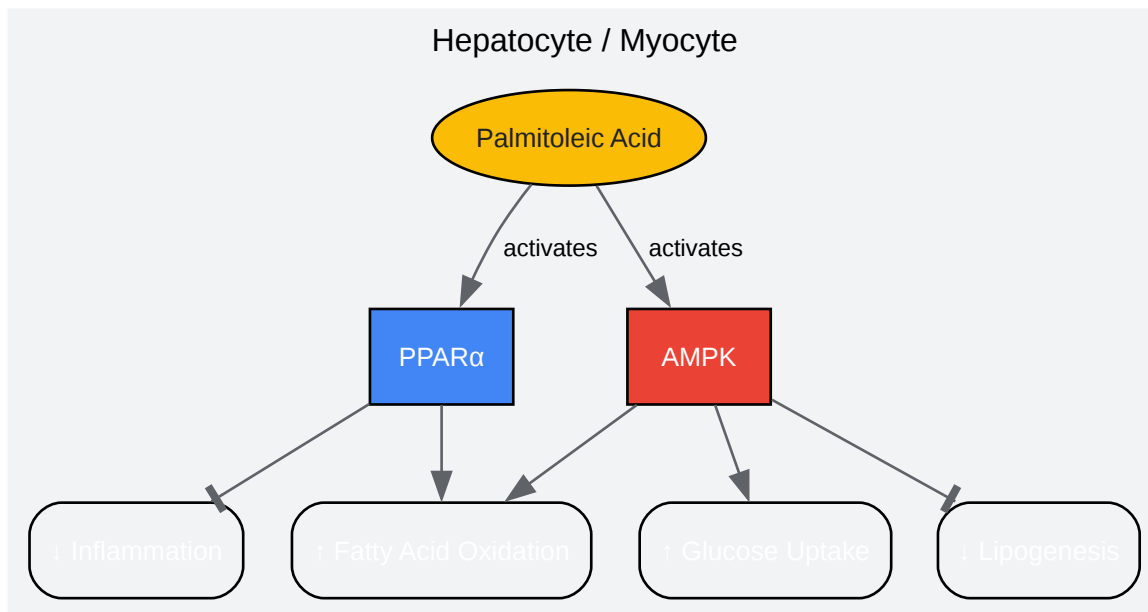 Hepatocyte / Myocyte
Palmitoleic Acid
activates
activates
PPARα
AMPK
↓ Inflammation
↑ Fatty Acid Oxidation
↑ Glucose Uptake
↓ Lipogenesis